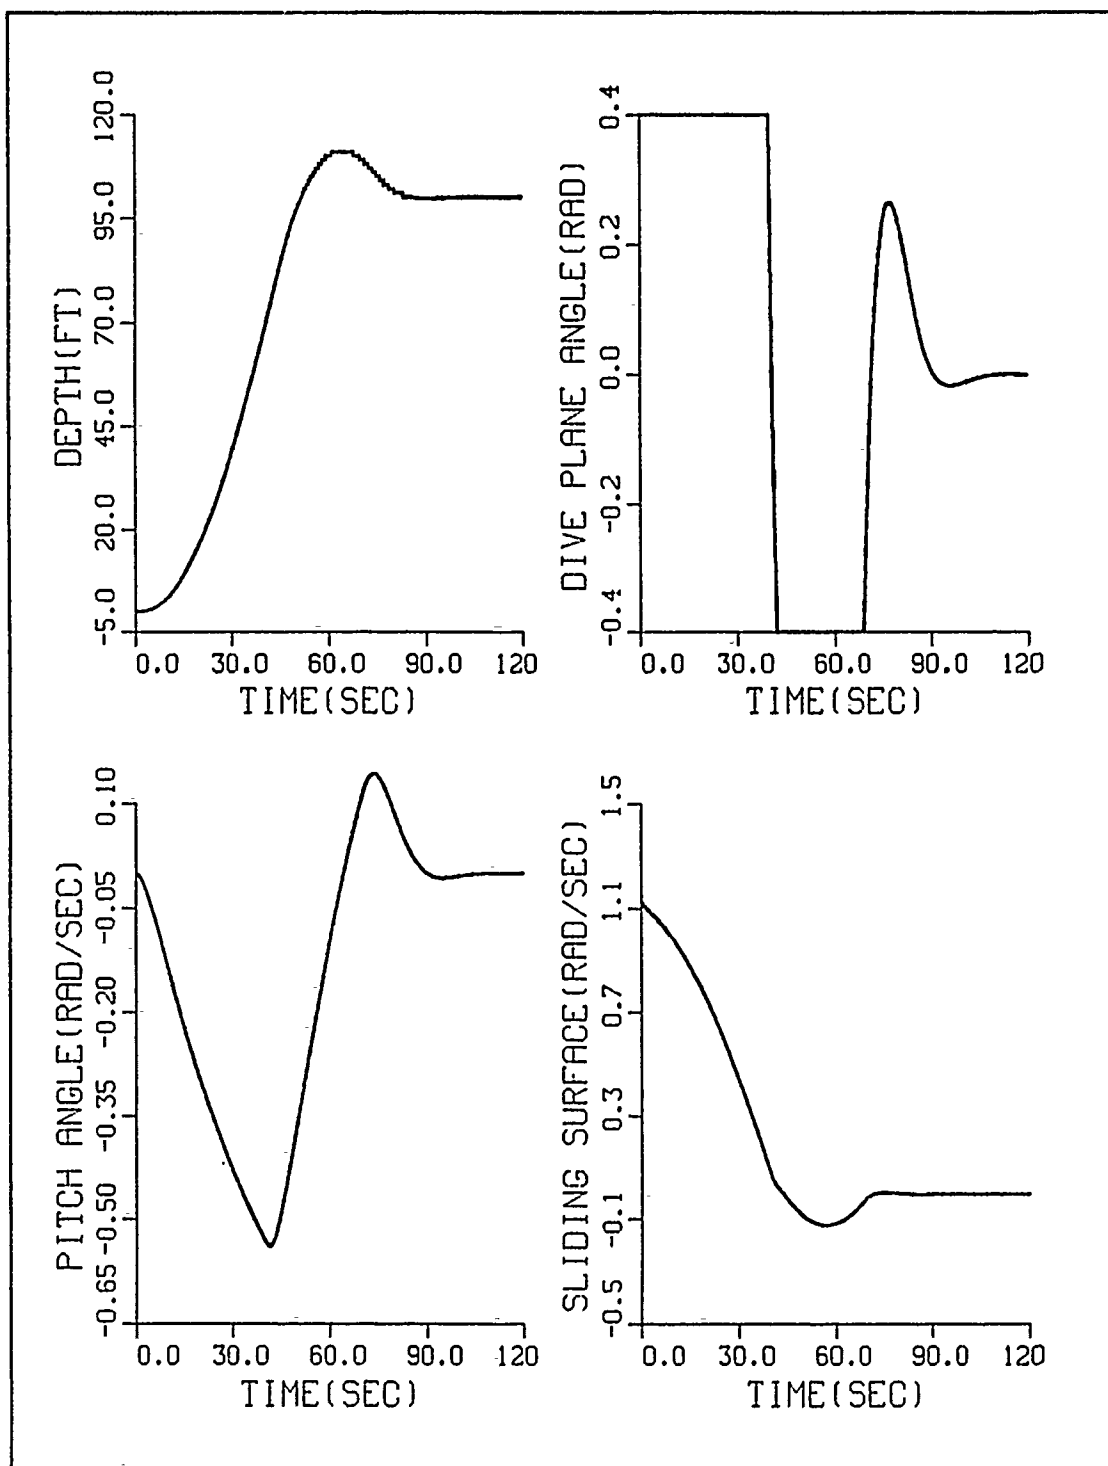 DEPTH(FT)
120.0
95.0
70.0
45.0
20.0
-5.0
0.0 30.0 60.0 90.0 120
TIME(SEC)
DIVE PLANE ANGLE(RAD)
0.4
0.2
0.0
-0.2
-0.4
0.0 30.0 60.0 90.0 120
TIME(SEC)
PITCH ANGLE(RAD/SEC)
0.10
-0.05
-0.20
-0.35
-0.50
-0.65
0.0 30.0 60.0 90.0 120
TIME(SEC)
SLIDING SURFACE(RAD/SEC)
1.5
1.1
0.7
0.3
-0.1
-0.5
0.0 30.0 60.0 90.0 120
TIME(SEC)